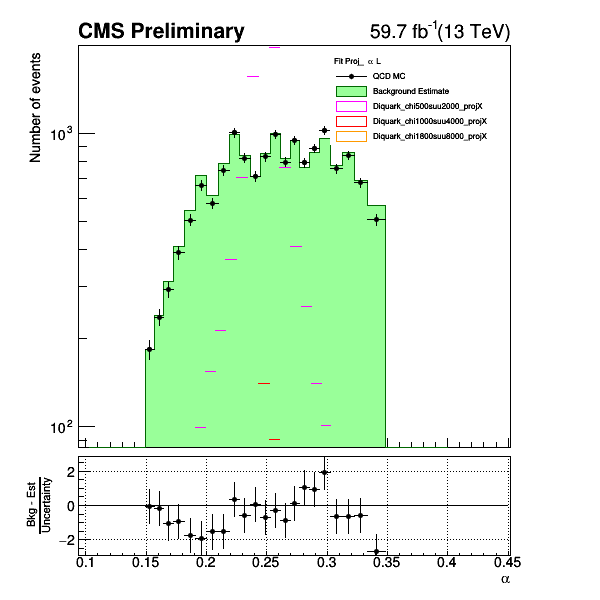 CMS Preliminary 59.7 fb⁻¹(13 TeV)
Number of events
Fit Proj_ α L
QCD MC
Background Estimate
Diquark_chi500suu2000_projX
Diquark_chi1000suu4000_projX
Diquark_chi1800suu8000_projX
10³
10²
Bkg - Est
Uncertainty
2
0
−2
0.1 0.15 0.2 0.25 0.3 0.35 0.4 0.45
α